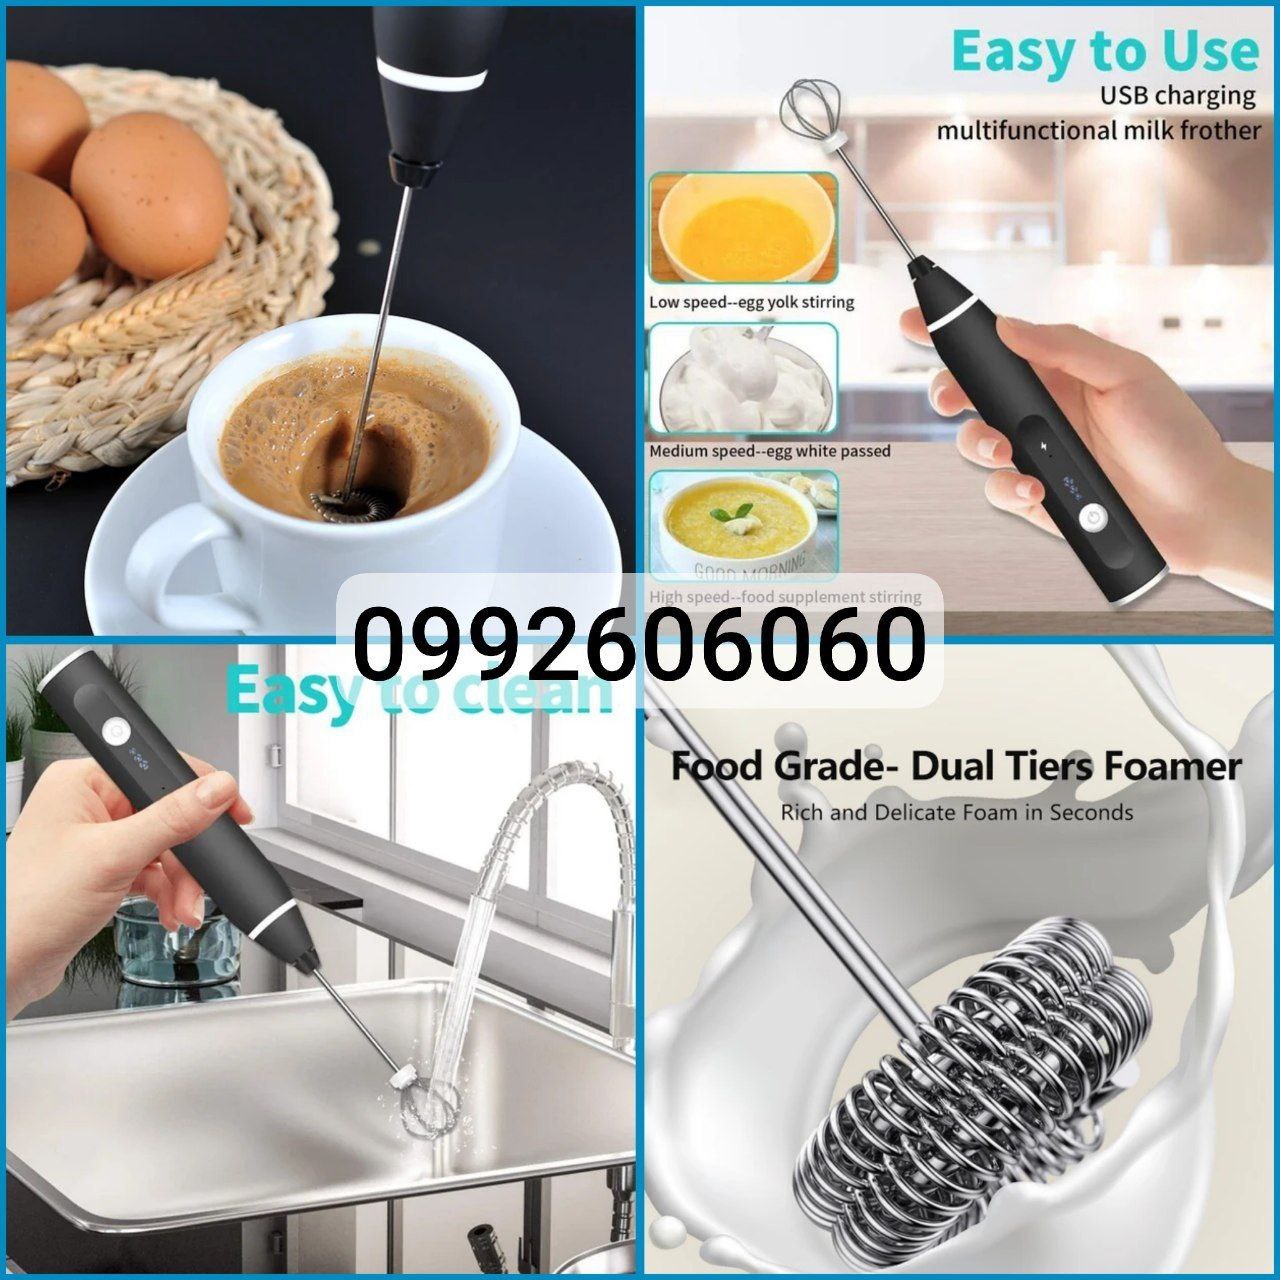 Easy to Use
USB charging
multifunctional milk frother
Low speed--egg yolk stirring
Medium speed--egg white passed
GOOD MORNING
High speed--food supplement stirring
0992606060
Easy to clean
Food Grade- Dual Tiers Foamer
Rich and Delicate Foam in Seconds